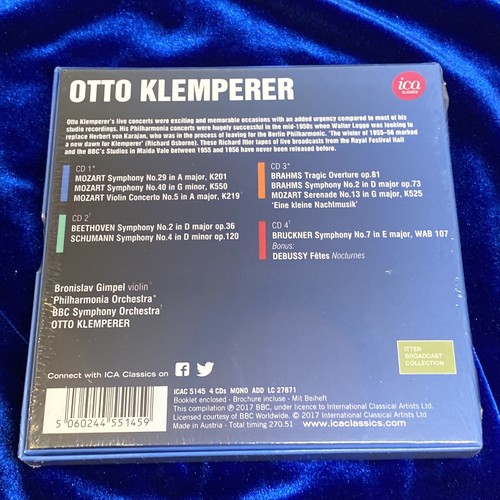 OTTO KLEMPERER
ica
CLASSICS
Otto Klemperer's live concerts were exciting and memorable occasions with an added urgency compared to most of his
studio recordings. His Philharmonia concerts were hugely successful in the mid-1950s when Walter Legge was looking to
replace Herbert von Karajan, who was in the process of leaving for the Berlin Philharmonic. 'The winter of 1955–56 marked
a new dawn for Klemperer' (Richard Osborne). These Richard Itter tapes of live broadcasts from the Royal Festival Hall
and the BBC's Studios in Maida Vale between 1955 and 1956 have never been released before.
CD 1*
MOZART Symphony No.29 in A major, K201
MOZART Symphony No.40 in G minor, K550
MOZART Violin Concerto No.5 in A major, K219
CD 2†
BEETHOVEN Symphony No.2 in D major op.36
SCHUMANN Symphony No.4 in D minor op.120
CD 3*
BRAHMS Tragic Overture op.81
BRAHMS Symphony No.2 in D major op.73
MOZART Serenade No.13 in G major, K525
'Eine kleine Nachtmusik'
CD 4†
BRUCKNER Symphony No.7 in E major, WAB 107
Bonus:
DEBUSSY Fêtes Nocturnes
Bronislav Gimpel violin
Philharmonia Orchestra*
BBC Symphony Orchestra†
OTTO KLEMPERER
ITTER
BROADCAST
COLLECTION
Connect with ICA Classics on
5 060244 551459
ICAC 5145 4 CDs MONO ADD LC 27871
Booklet enclosed · Brochure incluse · Mit Beiheft
This compilation ℗ 2017 BBC, under licence to International Classical Artists Ltd.
Licensed courtesy of BBC Worldwide. © 2017 International Classical Artists Ltd
Made in Austria · Total timing 270.51 www.icaclassics.com